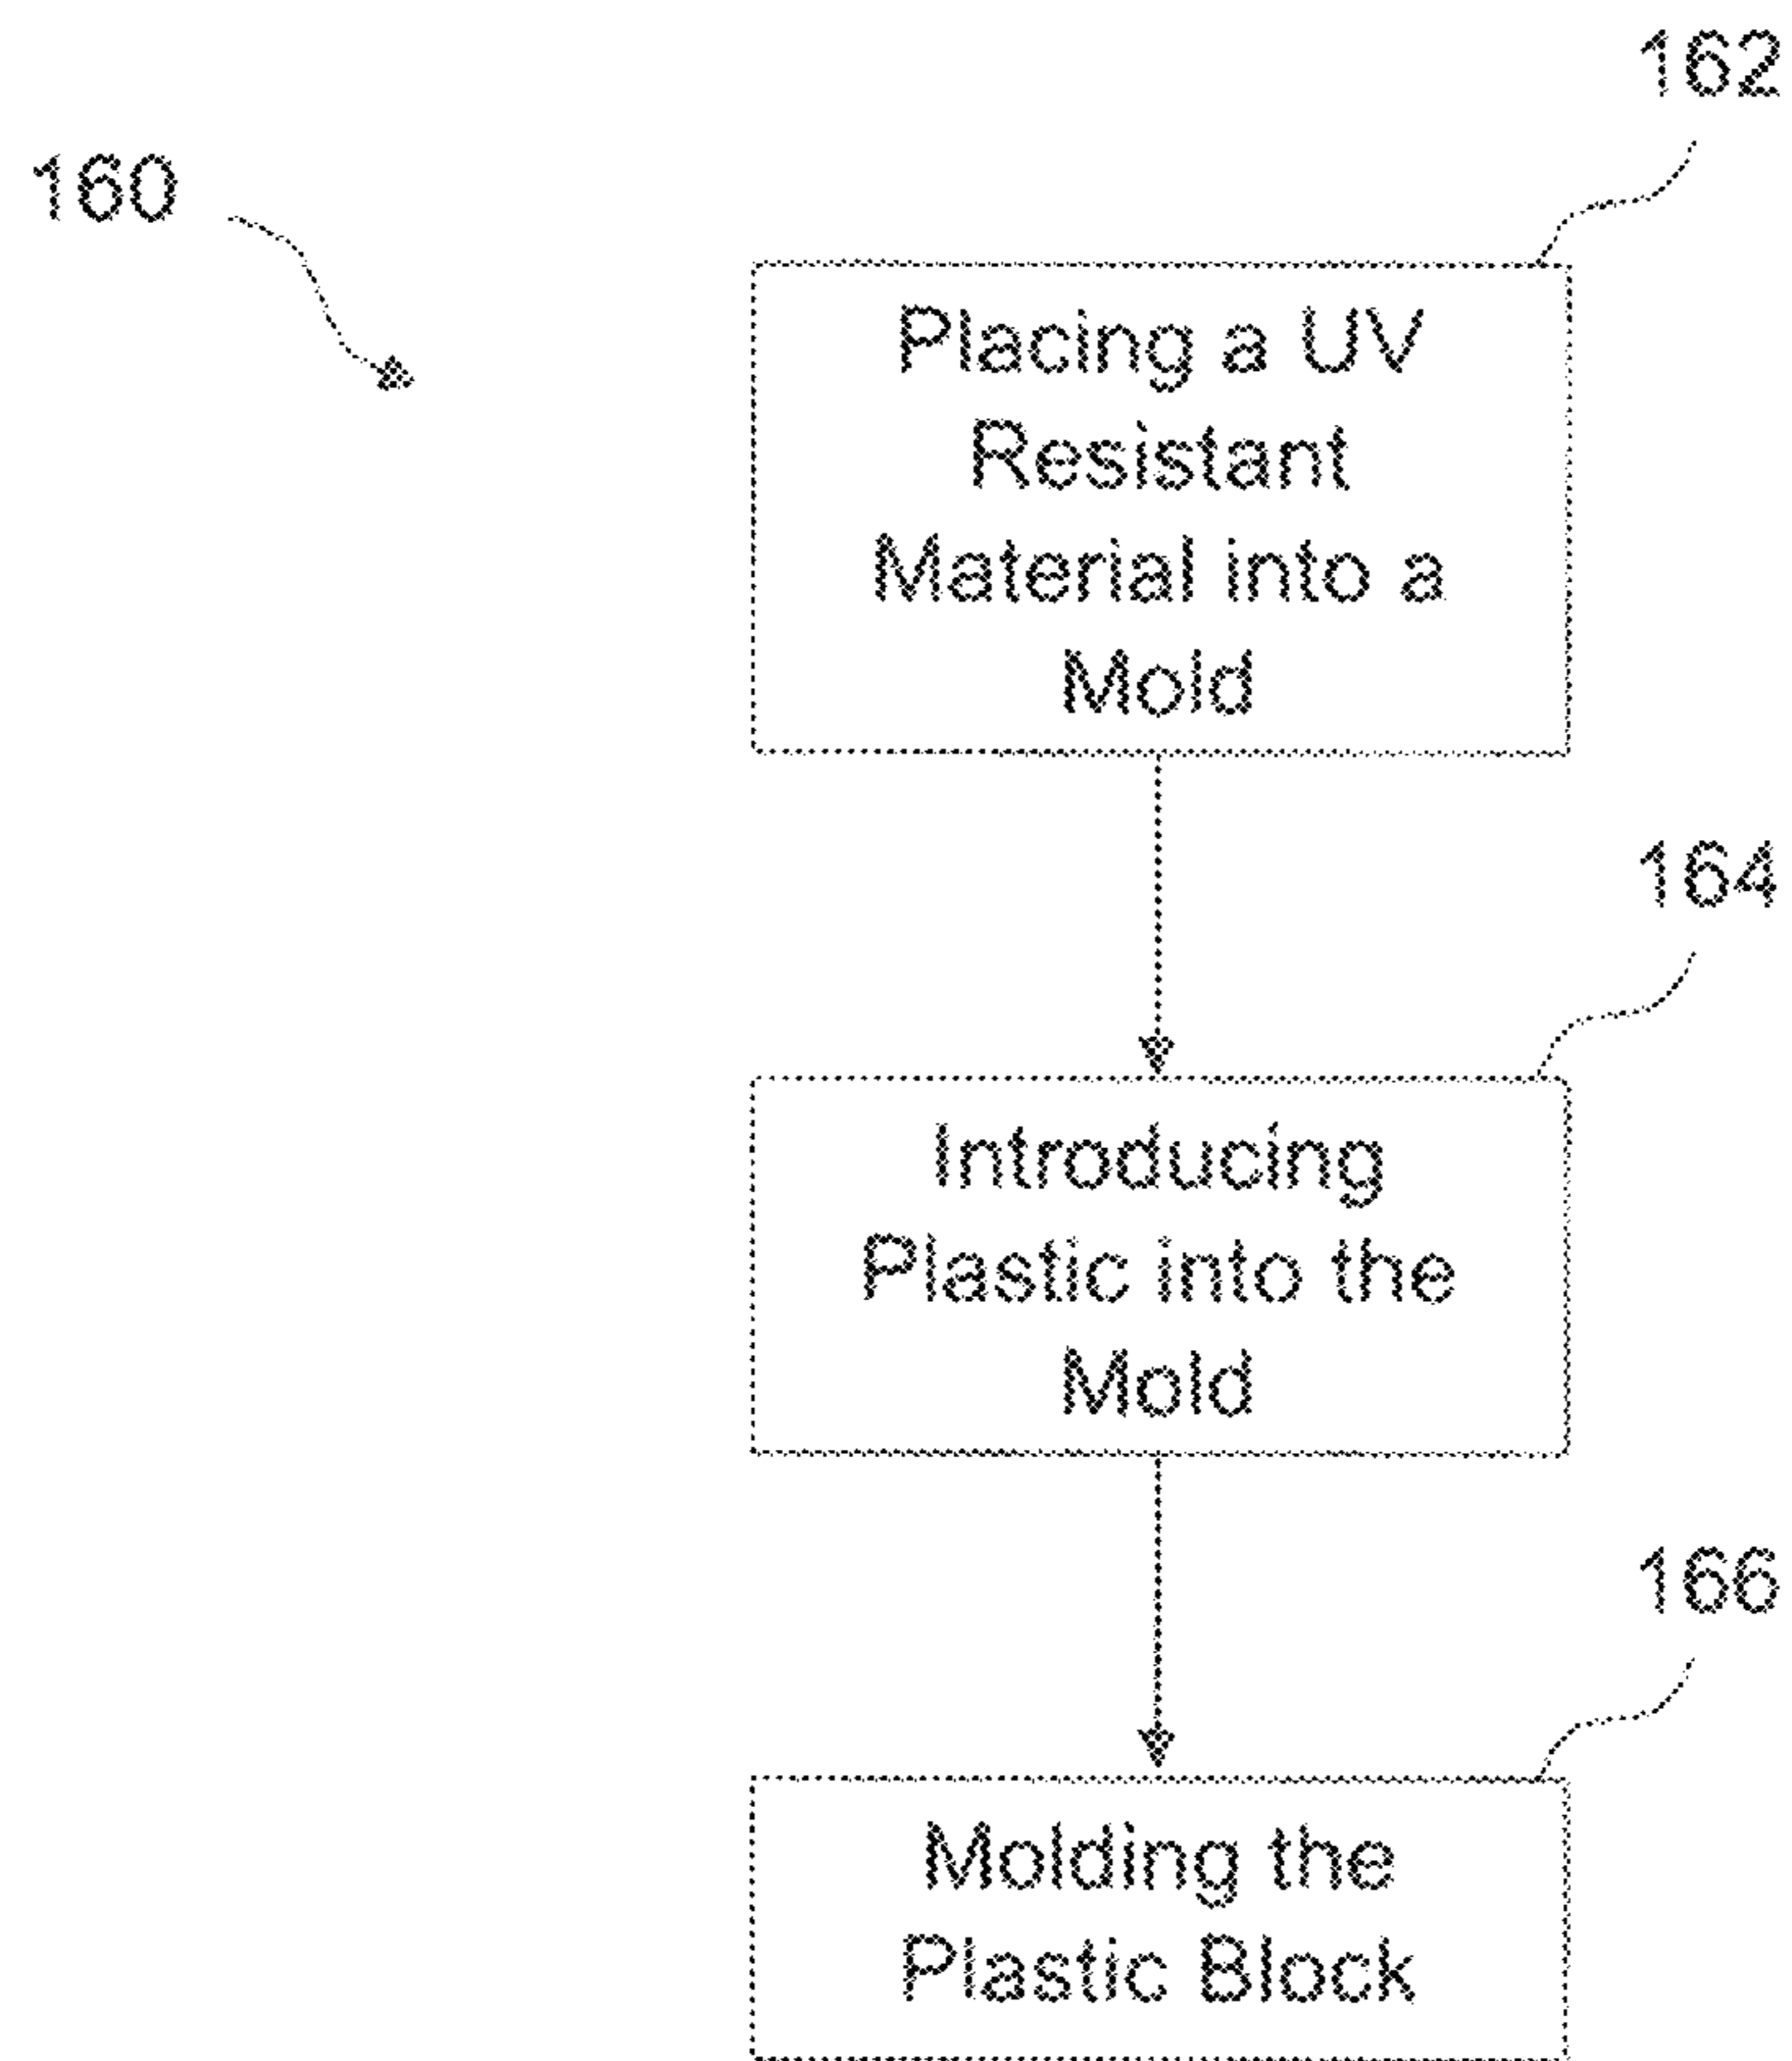 162
160
Placing a UV
Resistant
Material into a
Mold
164
Introducing
Plastic into the
Mold
166
Molding the
Plastic Block